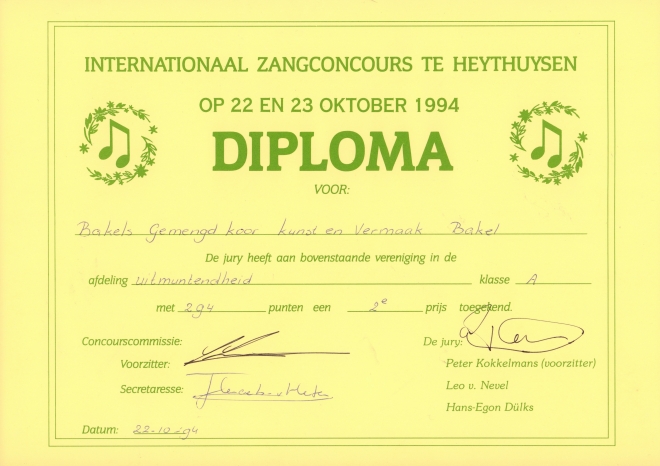 INTERNATIONAAL ZANGCONCOURS TE HEYTHUYSEN
OP 22 EN 23 OKTOBER 1994
DIPLOMA
VOOR:
Bakels Gemengd koor kunst en Vermaak Bakel
De jury heeft aan bovenstaande vereniging in de
afdeling uitmuntendheid klasse A
met 294 punten een 2e prijs toegekend.
Concourscommissie: De jury:
Voorzitter: Peter Kokkelmans (voorzitter)
Leo v. Nevel
Secretaresse:
Hans-Egon Dülks
Datum: 22-10-94